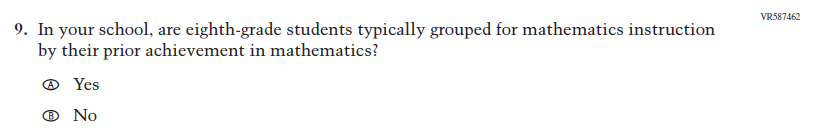 VR587462
9. In your school, are eighth-grade students typically grouped for mathematics instruction
by their prior achievement in mathematics?
Ⓐ Yes
Ⓑ No